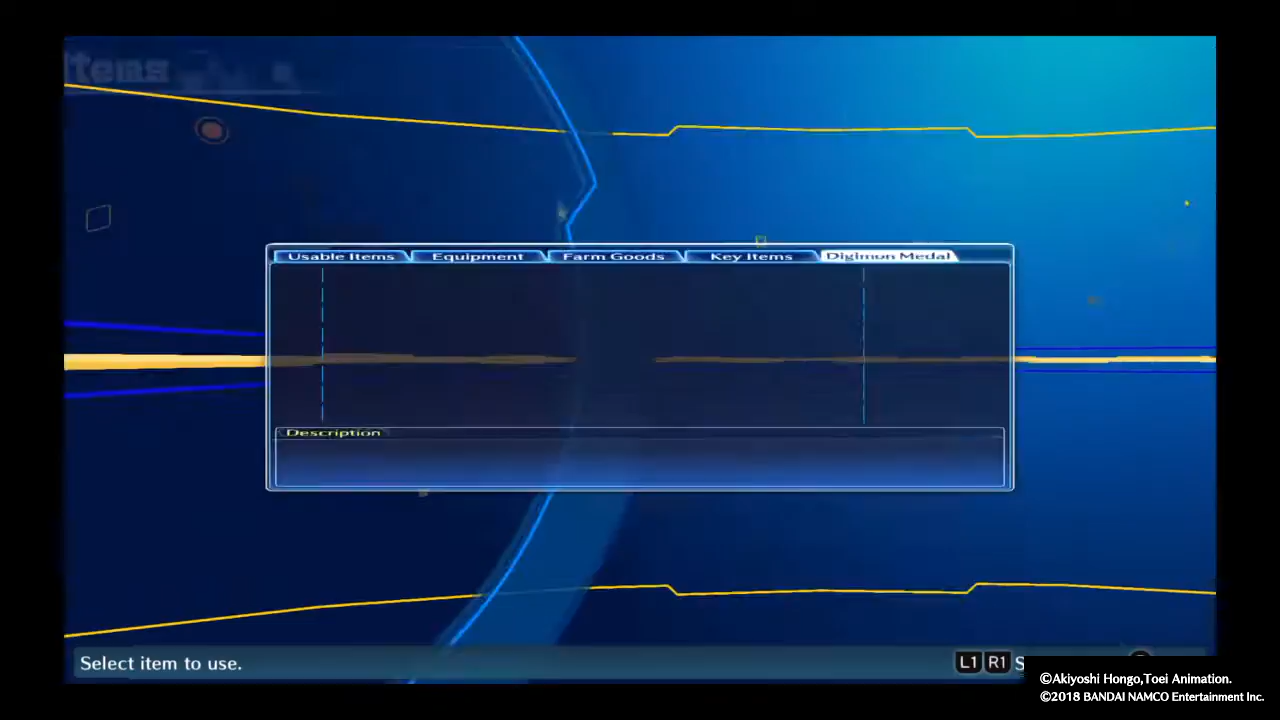 Items
Usable Items
Equipment
Farm Goods
Key Items
Digimon Medal
Description
Select item to use.
L1 R1 S
©Akiyoshi Hongo,Toei Animation.
©2018 BANDAI NAMCO Entertainment Inc.